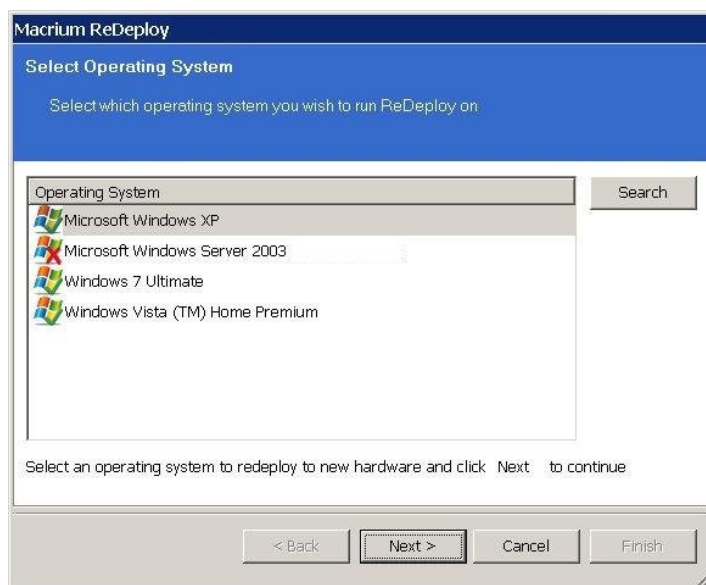 Macrium ReDeploy
Select Operating System
Select which operating system you wish to run ReDeploy on
Operating System
Search
Microsoft Windows XP
Microsoft Windows Server 2003
Windows 7 Ultimate
Windows Vista (TM) Home Premium
Select an operating system to redeploy to new hardware and click Next to continue
< Back Next > Cancel Finish